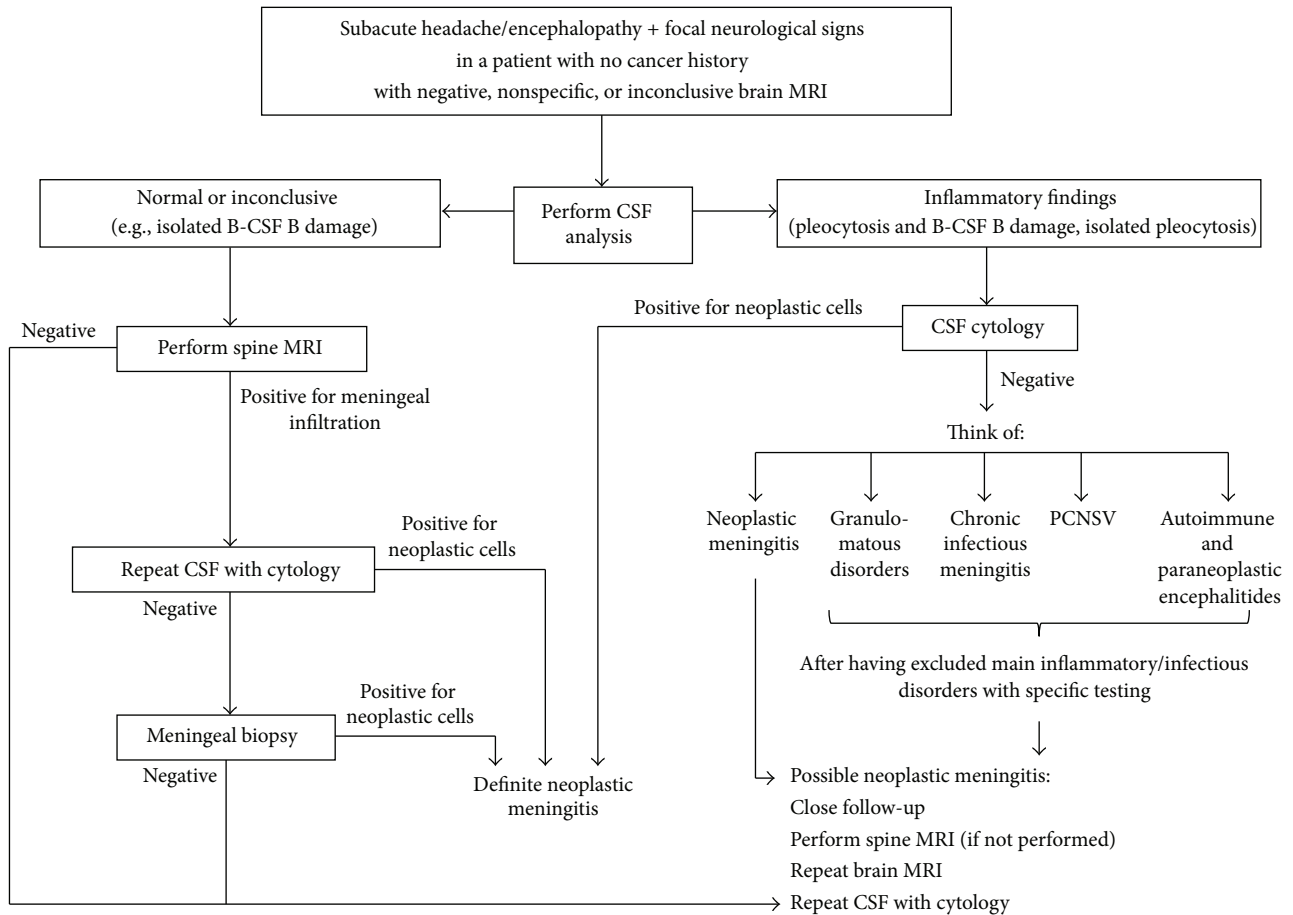 Subacute headache/encephalopathy + focal neurological signs
in a patient with no cancer history
with negative, nonspecific, or inconclusive brain MRI
Normal or inconclusive
(e.g., isolated B-CSF B damage)
Perform CSF
analysis
Inflammatory findings
(pleocytosis and B-CSF B damage, isolated pleocytosis)
Negative
Perform spine MRI
Positive for meningeal
infiltration
Positive for neoplastic cells
CSF cytology
Negative
Think of:
Neoplastic
meningitis
Granulo-
matous
disorders
Chronic
infectious
meningitis
PCNSV
Autoimmune
and
paraneoplastic
encephalitides
Repeat CSF with cytology
Positive for
neoplastic cells
Negative
After having excluded main inflammatory/infectious
disorders with specific testing
Meningeal biopsy
Positive for
neoplastic cells
Negative
Definite neoplastic
meningitis
Possible neoplastic meningitis:
Close follow-up
Perform spine MRI (if not performed)
Repeat brain MRI
Repeat CSF with cytology